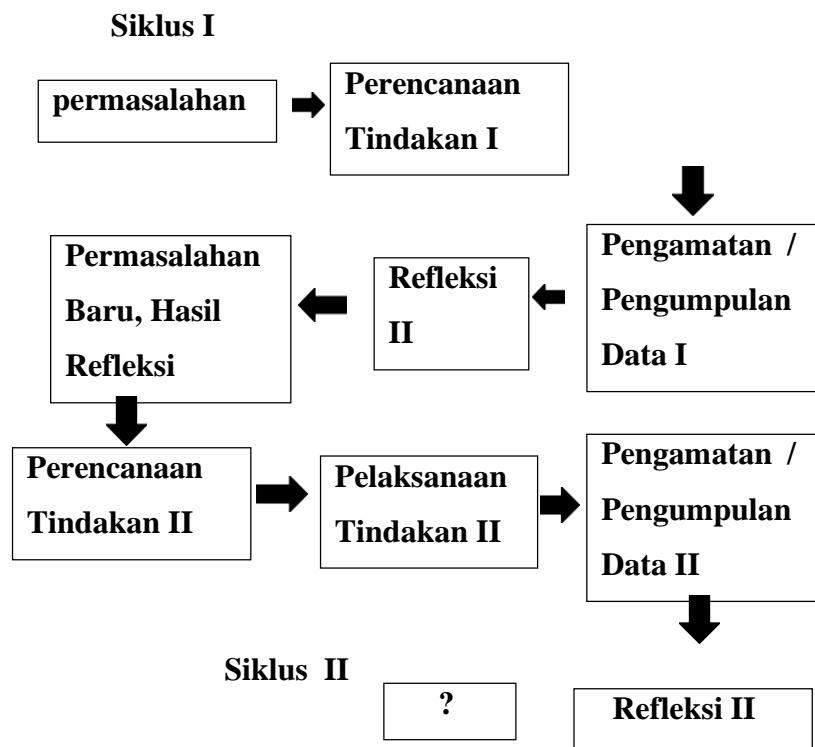 Siklus I
permasalahan
Perencanaan
Tindakan I
Pengamatan /
Pengumpulan
Data I
Refleksi
II
Permasalahan
Baru, Hasil
Refleksi
Perencanaan
Tindakan II
Pelaksanaan
Tindakan II
Pengamatan /
Pengumpulan
Data II
Siklus II
?
Refleksi II